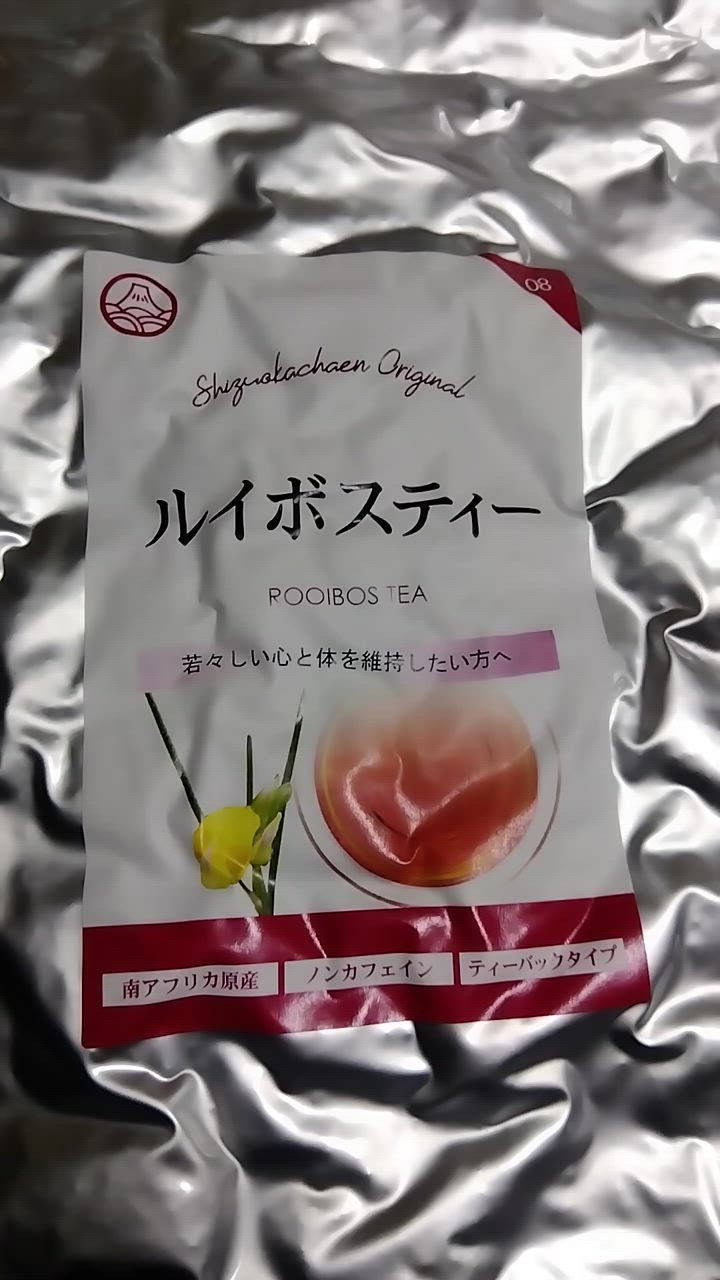 08
Shizuokachaen Original
ルイボスティー
ROOIBOS TEA
若々しい心と体を維持したい方へ
南アフリカ原産
ノンカフェイン
ティーバックタイプ